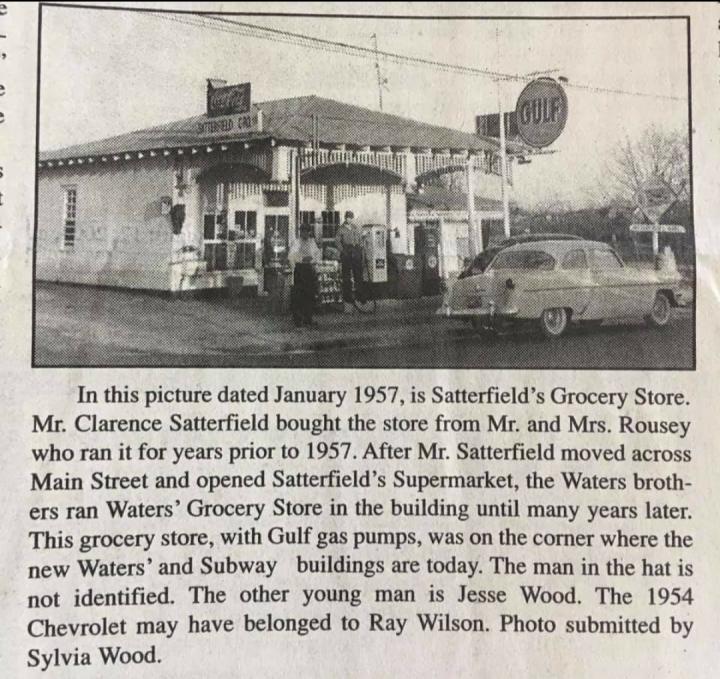 SATTERFIELD GRO.
GULF
In this picture dated January 1957, is Satterfield's Grocery Store.
Mr. Clarence Satterfield bought the store from Mr. and Mrs. Rousey
who ran it for years prior to 1957. After Mr. Satterfield moved across
Main Street and opened Satterfield's Supermarket, the Waters broth-
ers ran Waters' Grocery Store in the building until many years later.
This grocery store, with Gulf gas pumps, was on the corner where the
new Waters' and Subway buildings are today. The man in the hat is
not identified. The other young man is Jesse Wood. The 1954
Chevrolet may have belonged to Ray Wilson. Photo submitted by
Sylvia Wood.